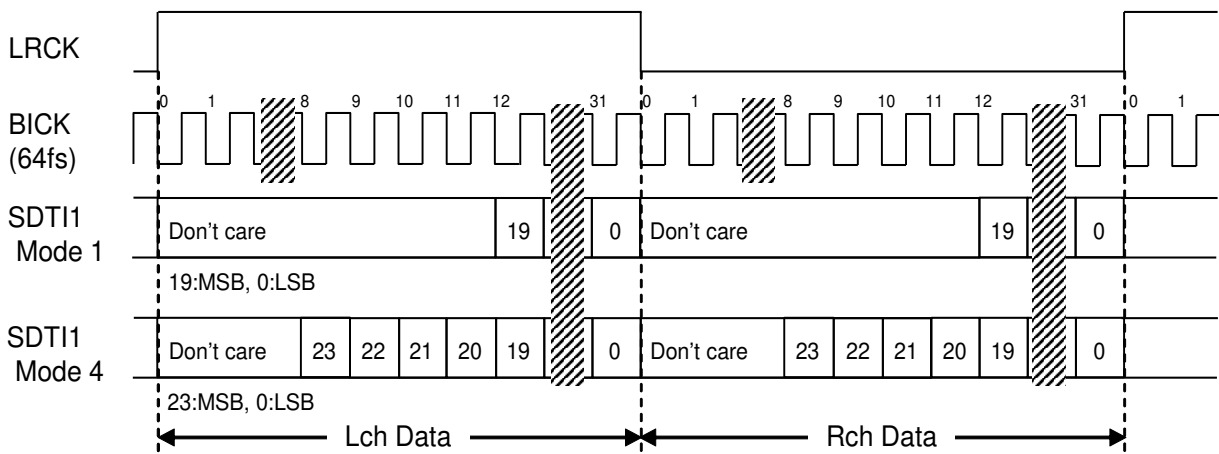 LRCK
BICK
(64fs)
0 1 8 9 10 11 12 31 0 1 8 9 10 11 12 31 0 1
SDTI1
Mode 1
Don't care 19 0 Don't care 19 0
19:MSB, 0:LSB
SDTI1
Mode 4
Don't care 23 22 21 20 19 0 Don't care 23 22 21 20 19 0
23:MSB, 0:LSB
Lch Data Rch Data